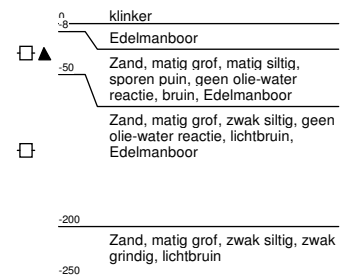 0
klinker
-8
Edelmanboor
Zand, matig grof, matig siltig,
sporen puin, geen olie-water
reactie, bruin, Edelmanboor
-50
Zand, matig grof, zwak siltig, geen
olie-water reactie, lichtbruin,
Edelmanboor
-200
Zand, matig grof, zwak siltig, zwak
grindig, lichtbruin
-250